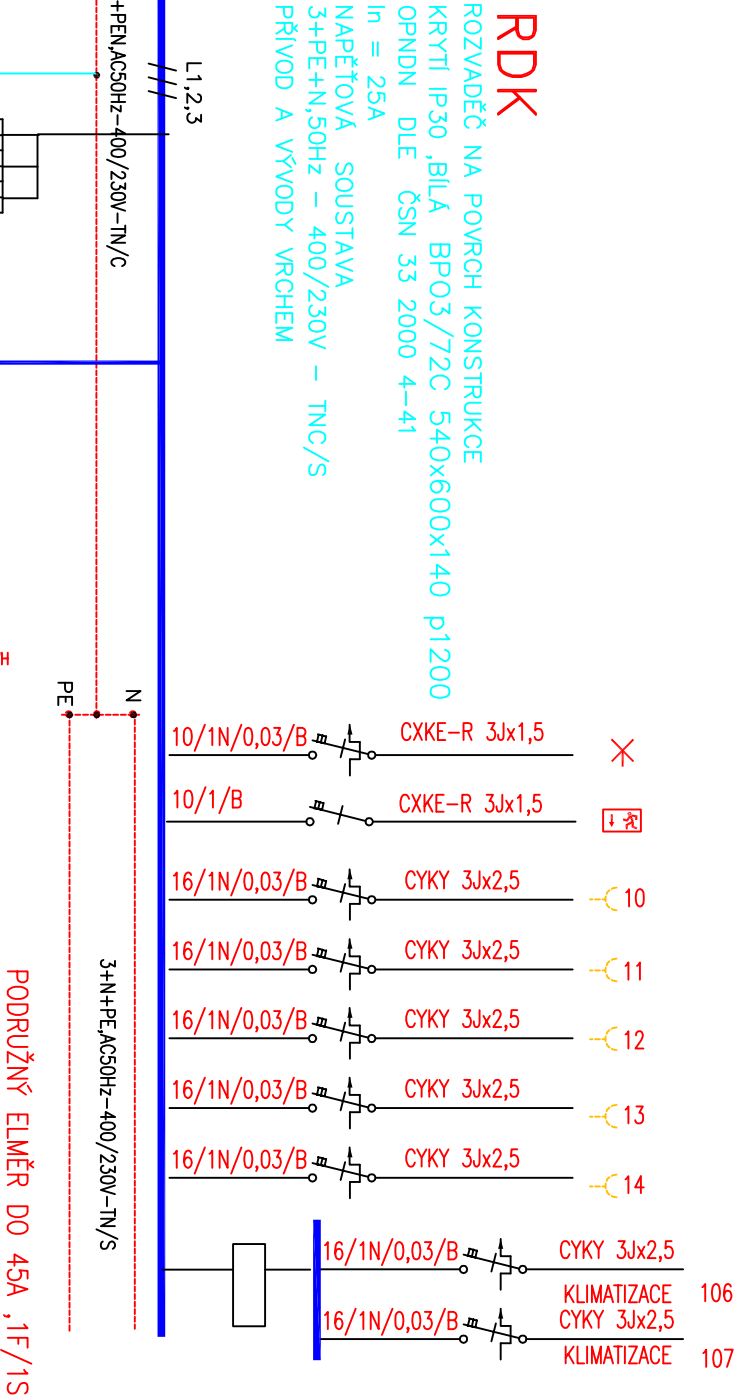 RDK
ROZVADĚČ NA POVRCH KONSTRUKCE
KRYTÍ IP30 ,BÍLÁ BPO3/72C 540x600x140 p1200
OPNDN DLE ČSN 33 2000 4-41
In = 25A
NAPĚŤOVÁ SOUSTAVA
3+PE+N,50Hz - 400/230V - TNC/S
PŘÍVOD A VÝVODY VRCHEM
L1,2,3
+PEN,AC50Hz-400/230V-TN/C
H
N
PE
3+N+PE,AC50Hz-400/230V-TN/S
PODRUŽNÝ ELMĚR DO 45A ,1F/1S
10/1N/0,03/B CXKE-R 3Jx1,5
10/1/B CXKE-R 3Jx1,5
16/1N/0,03/B CYKY 3Jx2,5 10
16/1N/0,03/B CYKY 3Jx2,5 11
16/1N/0,03/B CYKY 3Jx2,5 12
16/1N/0,03/B CYKY 3Jx2,5 13
16/1N/0,03/B CYKY 3Jx2,5 14
16/1N/0,03/B CYKY 3Jx2,5
KLIMATIZACE 106
16/1N/0,03/B CYKY 3Jx2,5
KLIMATIZACE 107